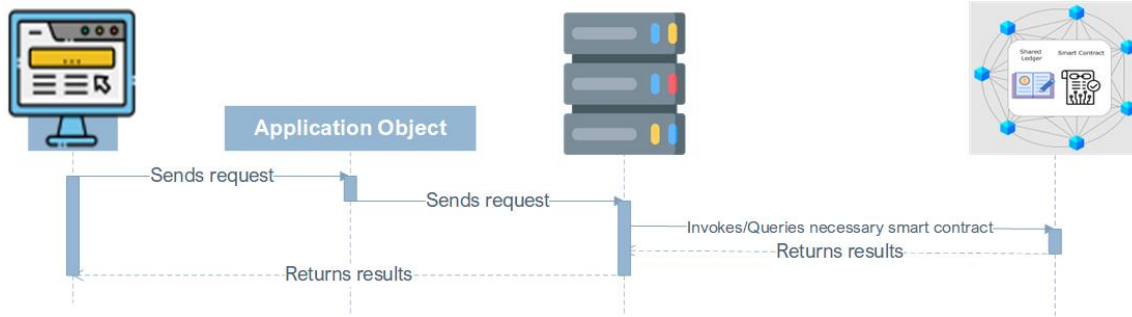 Shared
Ledger
Smart Contract
Application Object
Sends request
Sends request
Invokes/Queries necessary smart contract
Returns results
Returns results